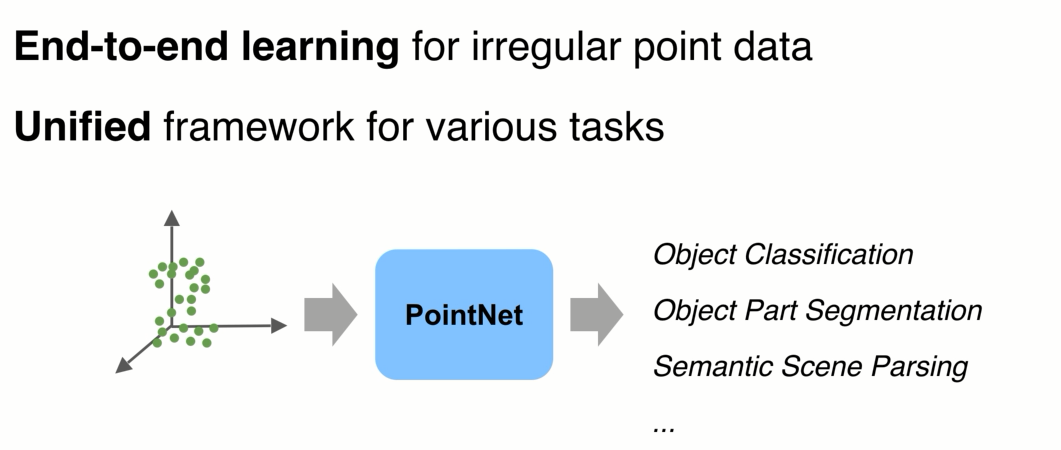 End-to-end learning for irregular point data
Unified framework for various tasks
PointNet
Object Classification
Object Part Segmentation
Semantic Scene Parsing
...